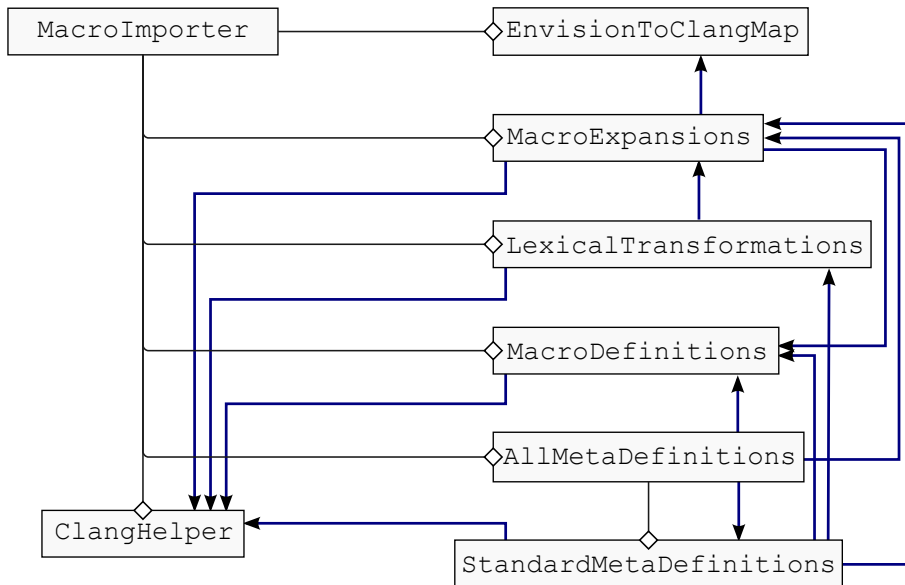 MacroImporter
EnvisionToClangMap
MacroExpansions
LexicalTransformations
MacroDefinitions
AllMetaDefinitions
ClangHelper
StandardMetaDefinitions